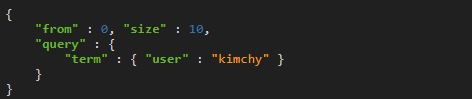 {
    "from" : 0, "size" : 10,
    "query" : {
        "term" : { "user" : "kimchy" }
    }
}